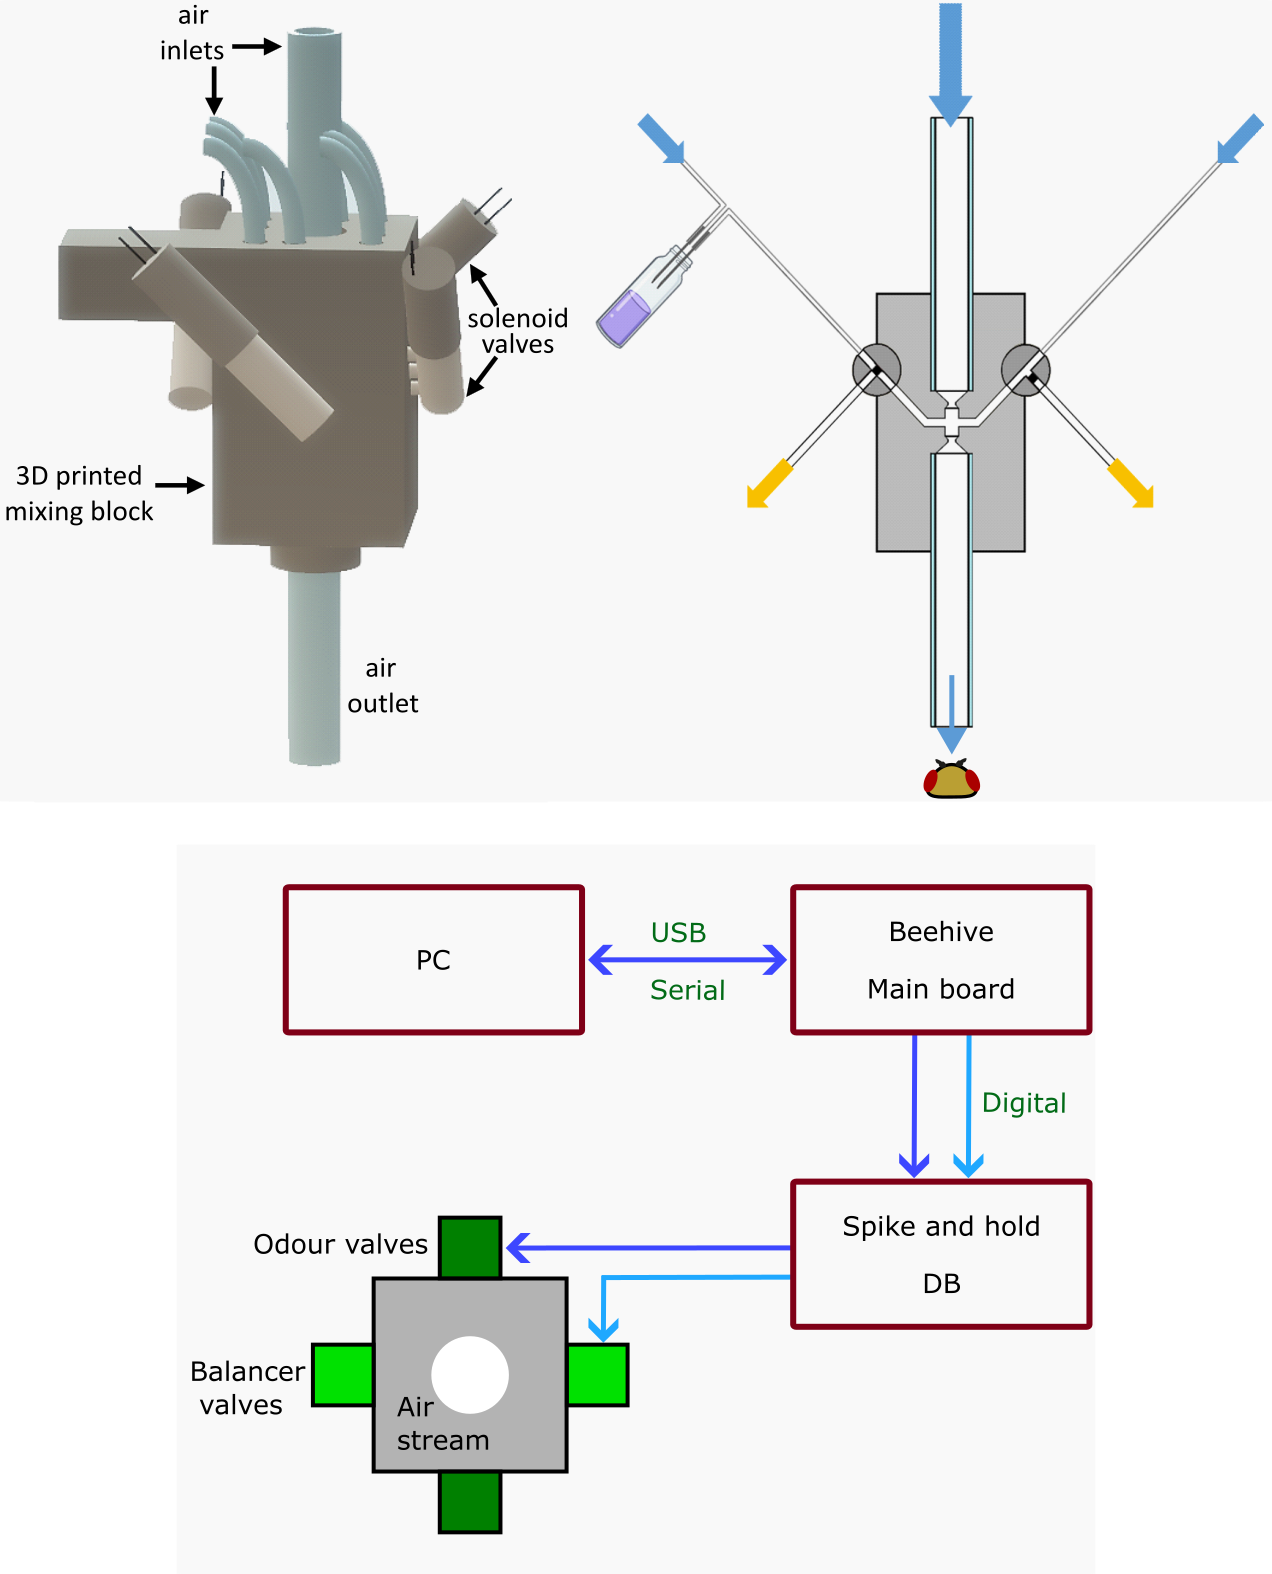 air
inlets
solenoid
valves
3D printed
mixing block
air
outlet
PC
USB
Serial
Beehive
Main board
Digital
Spike and hold
DB
Odour valves
Balancer
valves
Air
stream